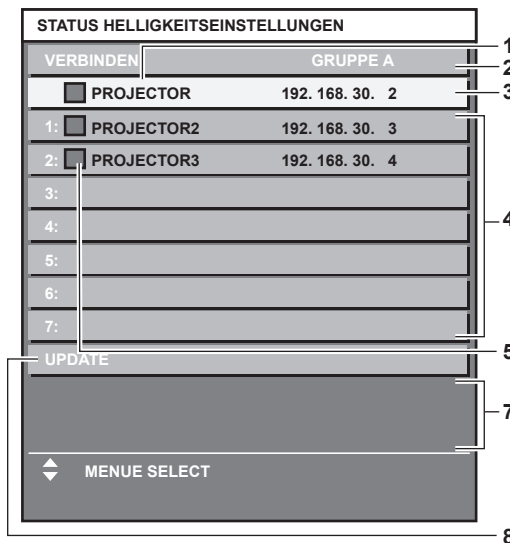 STATUS HELLIGKEITSEINSTELLUNGEN
VERBINDEN GRUPPE A
PROJECTOR 192. 168. 30. 2
1: PROJECTOR2 192. 168. 30. 3
2: PROJECTOR3 192. 168. 30. 4
3:
4:
5:
6:
7:
UPDATE
MENUE SELECT
1
2
3
4
5
7
8